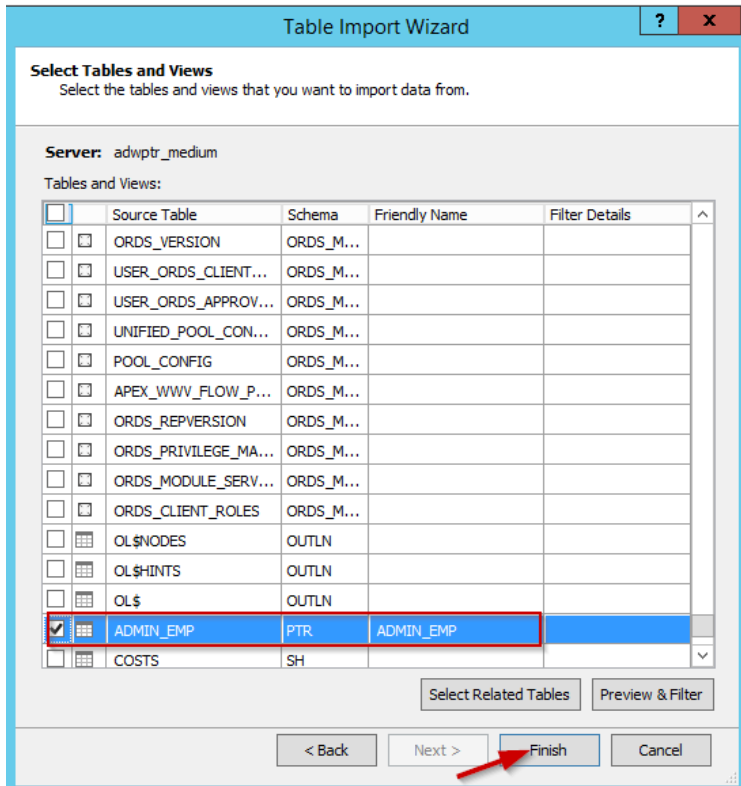 Table Import Wizard ? x
Select Tables and Views
Select the tables and views that you want to import data from.
Server: adwptr_medium
Tables and Views:
Source Table Schema Friendly Name Filter Details
ORDS_VERSION ORDS_M...
USER_ORDS_CLIENT... ORDS_M...
USER_ORDS_APPROV... ORDS_M...
UNIFIED_POOL_CON... ORDS_M...
POOL_CONFIG ORDS_M...
APEX_WWV_FLOW_P... ORDS_M...
ORDS_REPVERSION ORDS_M...
ORDS_PRIVILEGE_MA... ORDS_M...
ORDS_MODULE_SERV... ORDS_M...
ORDS_CLIENT_ROLES ORDS_M...
OL$NODES OUTLN
OL$HINTS OUTLN
OL$ OUTLN
ADMIN_EMP PTR ADMIN_EMP
COSTS SH
Select Related Tables Preview & Filter
< Back Next > Finish Cancel